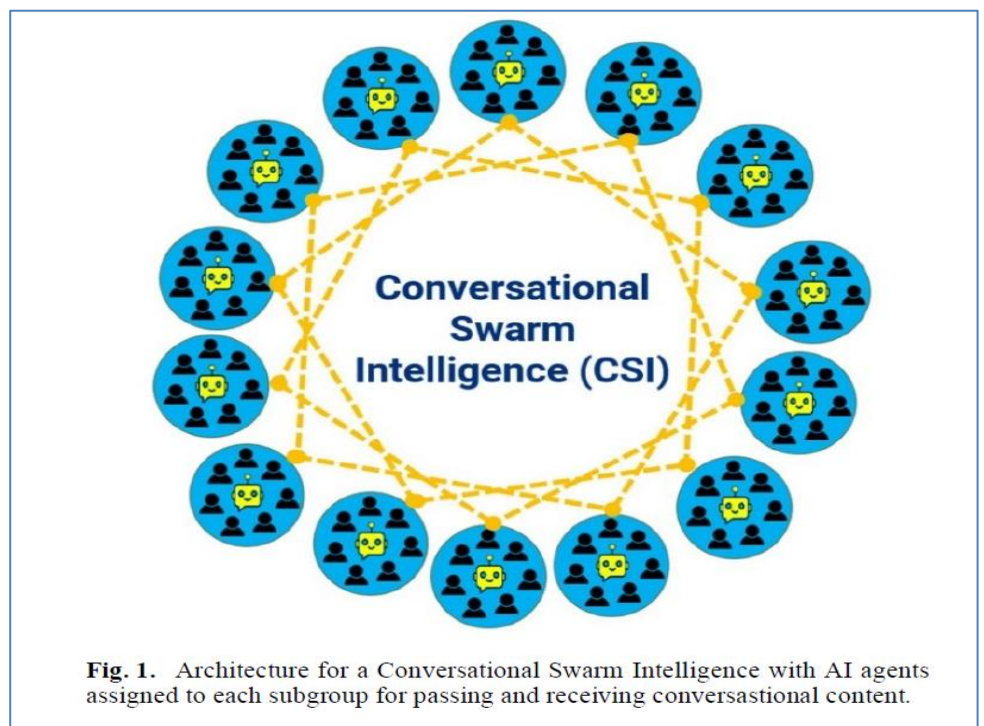 Conversational
Swarm
Intelligence (CSI)
Fig. 1. Architecture for a Conversational Swarm Intelligence with AI agents
assigned to each subgroup for passing and receiving conversastional content.